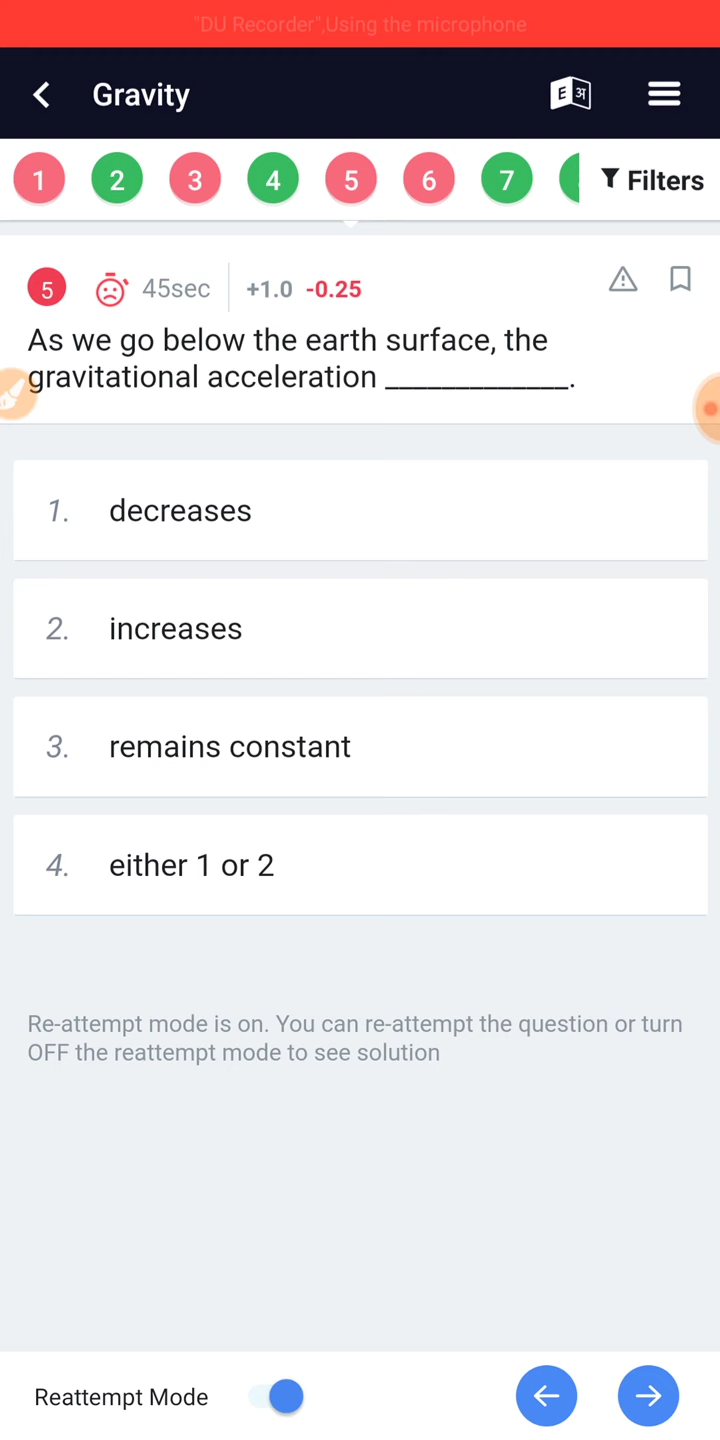 "DU Recorder",Using the microphone
Gravity
E अ
1 2 3 4 5 6 7 Filters
5 45sec +1.0 -0.25
As we go below the earth surface, the
gravitational acceleration ____________.
1. decreases
2. increases
3. remains constant
4. either 1 or 2
Re-attempt mode is on. You can re-attempt the question or turn
OFF the reattempt mode to see solution
Reattempt Mode